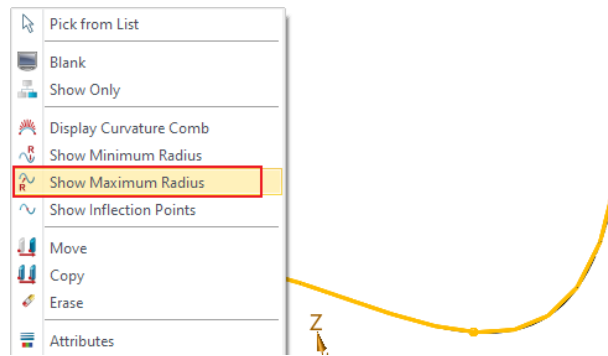 Pick from List
Blank
Show Only
Display Curvature Comb
R
Show Minimum Radius
R
Show Maximum Radius
Show Inflection Points
Move
Copy
Erase
Attributes
Z